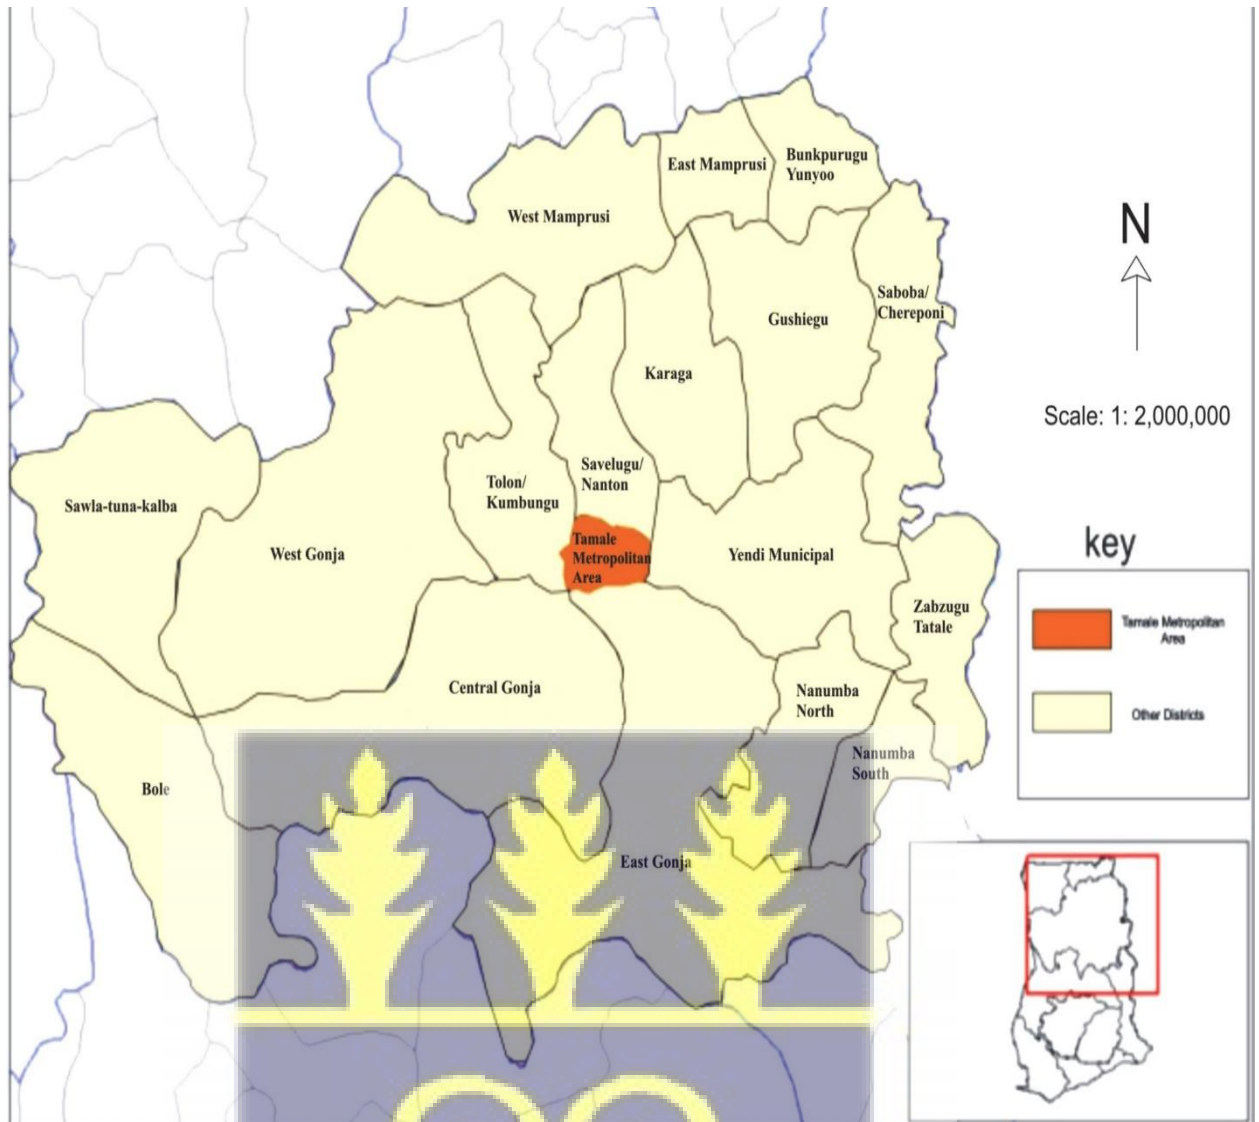 East Mamprusi
Bunkpurugu
Yunyoo
West Mamprusi
N
Saboba/
Chereponi
Gushiegu
Karaga
Scale: 1: 2,000,000
Savelugu/
Nanton
Tolon/
Kumbungu
Sawla-tuna-kalba
West Gonja
Tamale
Metropolitan
Area
Yendi Municipal
key
Zabzugu
Tatale
Tamale Metropolitan
Area
Central Gonja
Nanumba
North
Other Districts
Nanumba
South
Bole
East Gonja